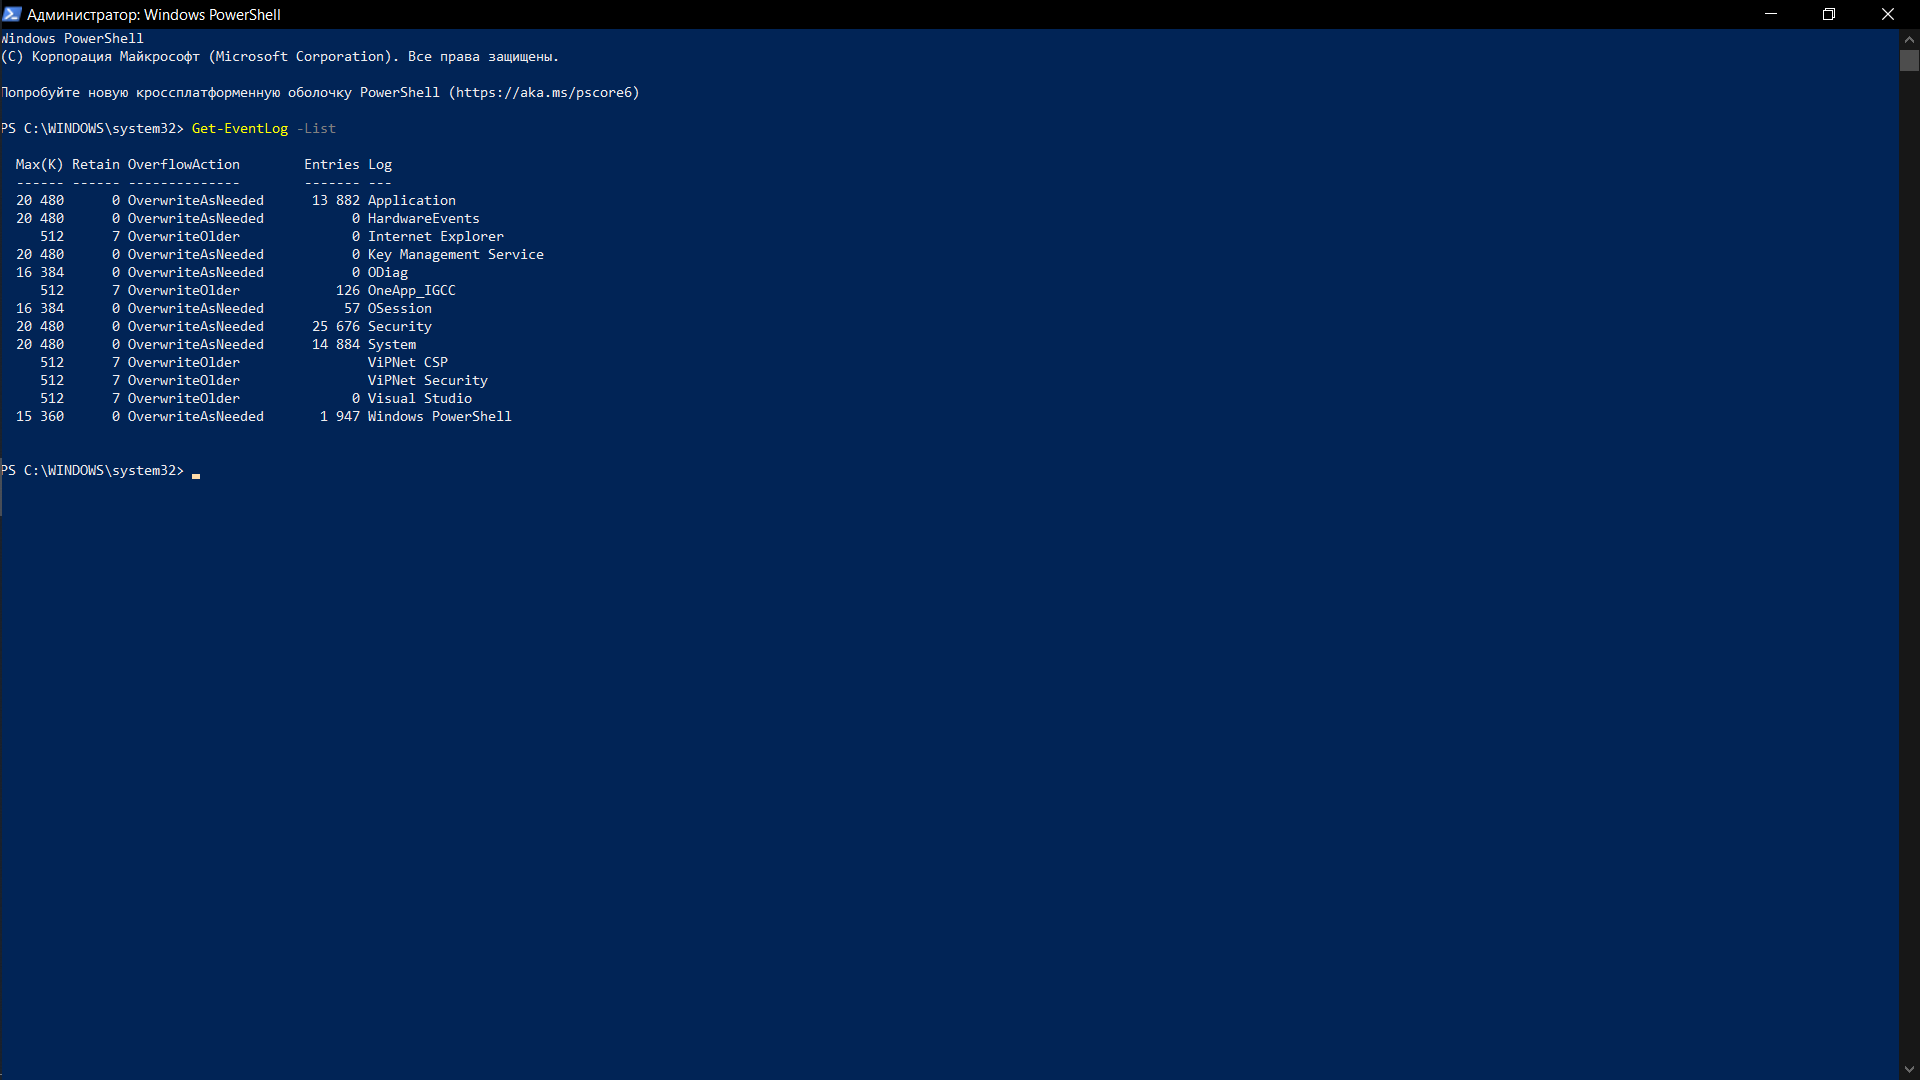 Администратор: Windows PowerShell
Windows PowerShell
(C) Корпорация Майкрософт (Microsoft Corporation). Все права защищены.
Попробуйте новую кроссплатформенную оболочку PowerShell (https://aka.ms/pscore6)
PS C:\WINDOWS\system32> Get-EventLog -List
  Max(K) Retain OverflowAction        Entries Log
  ------ ------ --------------        ------- ---
  20 480      0 OverwriteAsNeeded      13 882 Application
  20 480      0 OverwriteAsNeeded           0 HardwareEvents
     512      7 OverwriteOlder              0 Internet Explorer
  20 480      0 OverwriteAsNeeded           0 Key Management Service
  16 384      0 OverwriteAsNeeded           0 ODiag
     512      7 OverwriteOlder            126 OneApp_IGCC
  16 384      0 OverwriteAsNeeded          57 OSession
  20 480      0 OverwriteAsNeeded      25 676 Security
  20 480      0 OverwriteAsNeeded      14 884 System
     512      7 OverwriteOlder                ViPNet CSP
     512      7 OverwriteOlder                ViPNet Security
     512      7 OverwriteOlder              0 Visual Studio
  15 360      0 OverwriteAsNeeded       1 947 Windows PowerShell
PS C:\WINDOWS\system32>